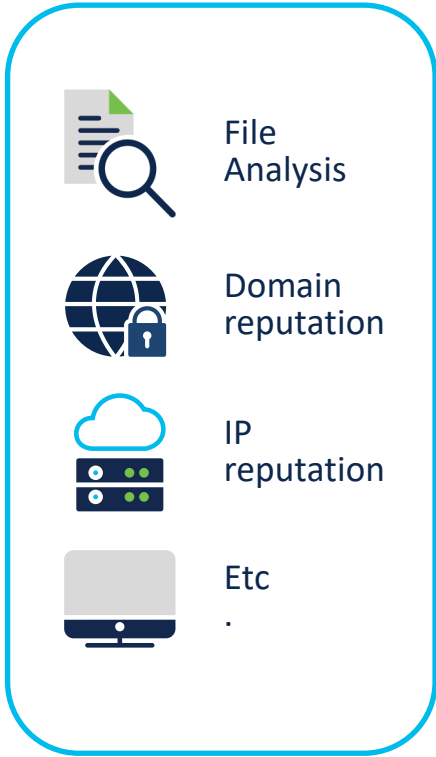 File
Analysis
Domain
reputation
IP
reputation
Etc
.